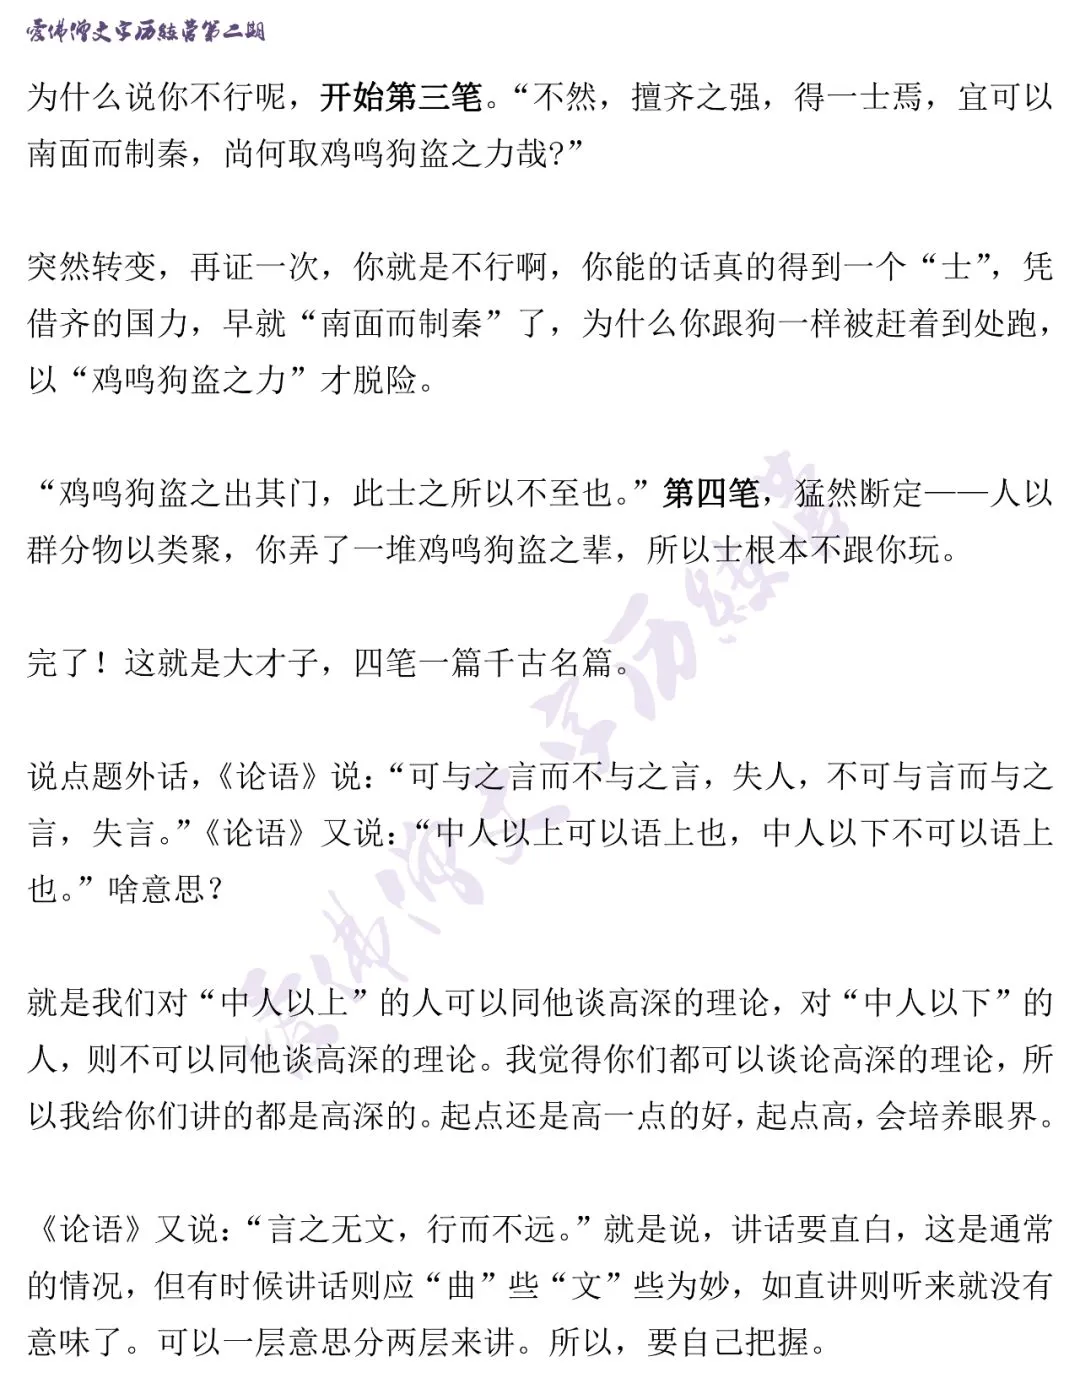 爱佛僧文字历练营第二期
为什么说你不行呢，开始第三笔。“不然，擅齐之强，得一士焉，宜可以
南面而制秦，尚何取鸡鸣狗盗之力哉?”
突然转变，再证一次，你就是不行啊，你能的话真的得到一个“士”，凭
借齐的国力，早就“南面而制秦”了，为什么你跟狗一样被赶着到处跑，
以“鸡鸣狗盗之力”才脱险。
“鸡鸣狗盗之出其门，此士之所以不至也。”第四笔，猛然断定——人以
群分物以类聚，你弄了一堆鸡鸣狗盗之辈，所以士根本不跟你玩。
完了！这就是大才子，四笔一篇千古名篇。
说点题外话，《论语》说：“可与之言而不与之言，失人，不可与言而与之
言，失言。”《论语》又说：“中人以上可以语上也，中人以下不可以语上
也。”啥意思？
就是我们对“中人以上”的人可以同他谈高深的理论，对“中人以下”的
人，则不可以同他谈高深的理论。我觉得你们都可以谈论高深的理论，所
以我给你们讲的都是高深的。起点还是高一点的好，起点高，会培养眼界。
《论语》又说：“言之无文，行而不远。”就是说，讲话要直白，这是通常
的情况，但有时候讲话则应“曲”些“文”些为妙，如直讲则听来就没有
意味了。可以一层意思分两层来讲。所以，要自己把握。
爱佛僧文字历练营